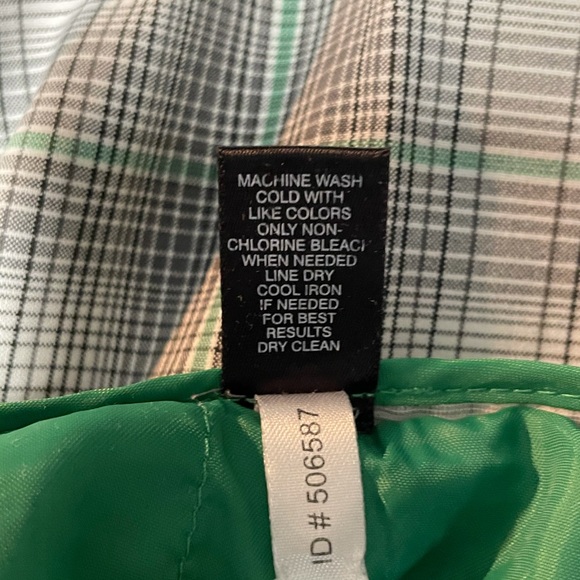 MACHINE WASH
COLD WITH
LIKE COLORS
ONLY NON-
CHLORINE BLEACH
WHEN NEEDED
LINE DRY
COOL IRON
IF NEEDED
FOR BEST
RESULTS
DRY CLEAN
ID # 506587